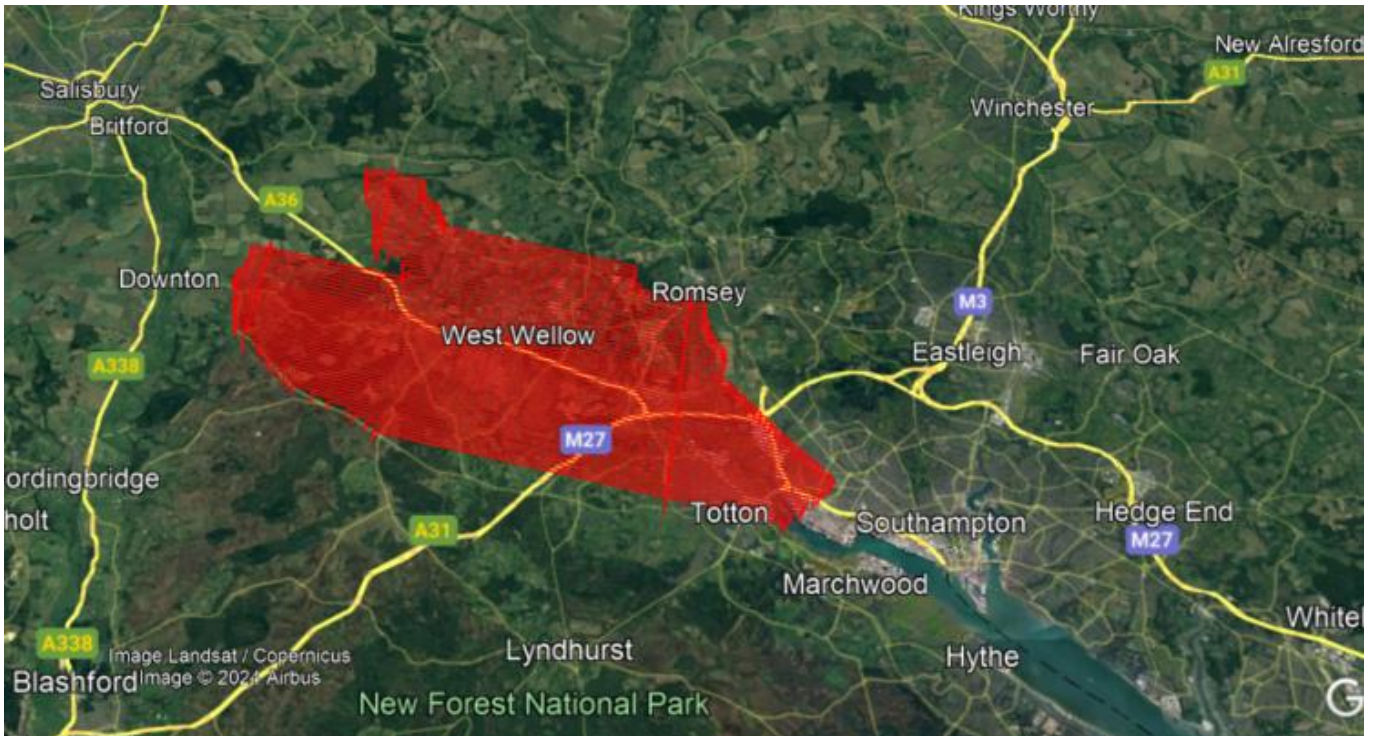 Kings Worthy
New Alresford
A31
Salisbury
Winchester
Britford
A36
Downton
Romsey
M3
West Wellow
Eastleigh
Fair Oak
A338
M27
ordingbridge
holt
Totton
Southampton
Hedge End
A31
M27
Marchwood
Whitel
A338
Image Landsat / Copernicus
Lyndhurst
Hythe
Image © 2024 Airbus
Blashford
New Forest National Park
G